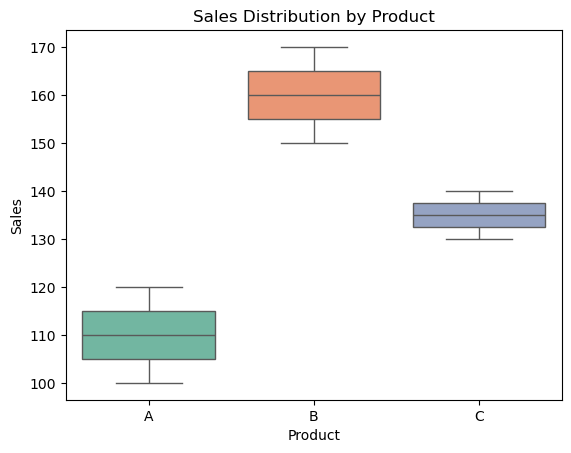 Sales Distribution by Product
170
160
150
140
130
120
110
100
Sales
A
B
C
Product